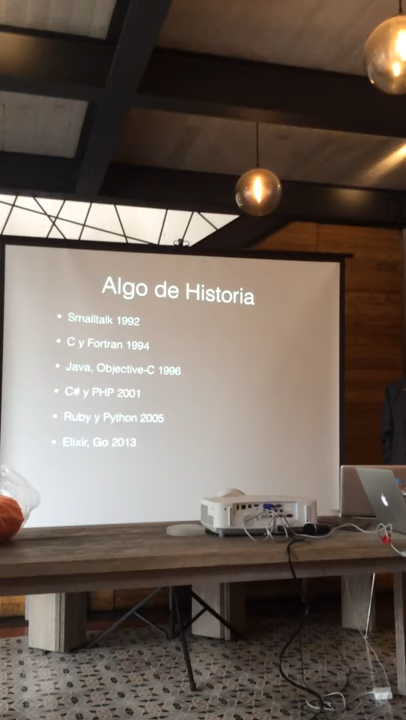 Algo de Historia
• Smalltalk 1992
• C y Fortran 1994
• Java, Objective-C 1996
• C# y PHP 2001
• Ruby y Python 2005
• Elixir, Go 2013